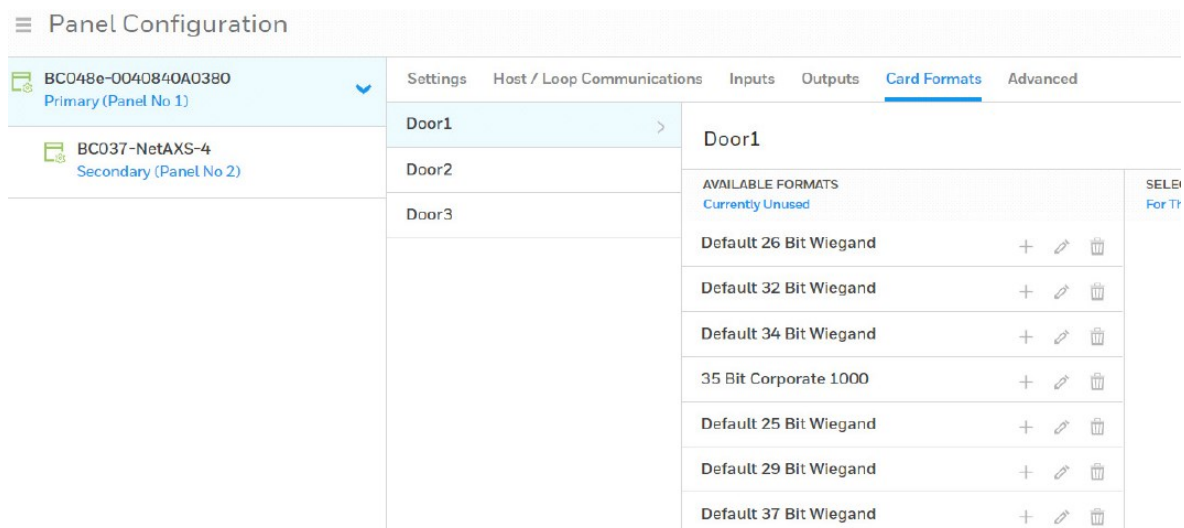 Panel Configuration
BC048e-0040840A0380
Primary (Panel No 1)
BC037-NetAXS-4
Secondary (Panel No 2)
Settings Host / Loop Communications Inputs Outputs Card Formats Advanced
Door1
Door2
Door3
Door1
AVAILABLE FORMATS
Currently Unused
SELE
For Th
Default 26 Bit Wiegand
Default 32 Bit Wiegand
Default 34 Bit Wiegand
35 Bit Corporate 1000
Default 25 Bit Wiegand
Default 29 Bit Wiegand
Default 37 Bit Wiegand